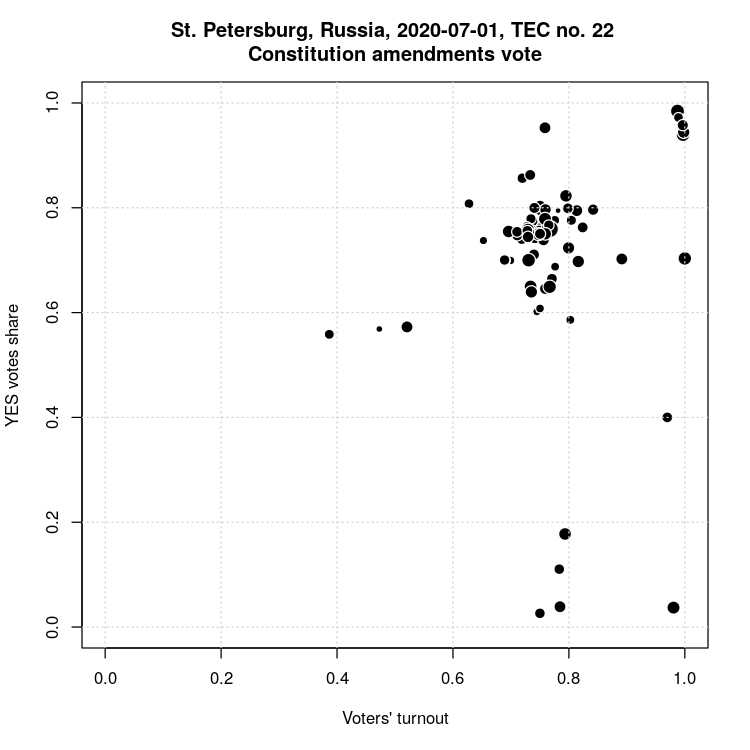 St. Petersburg, Russia, 2020-07-01, TEC no. 22
Constitution amendments vote
YES votes share
1.0
0.8
0.6
0.4
0.2
0.0
0.0 0.2 0.4 0.6 0.8 1.0
Voters' turnout